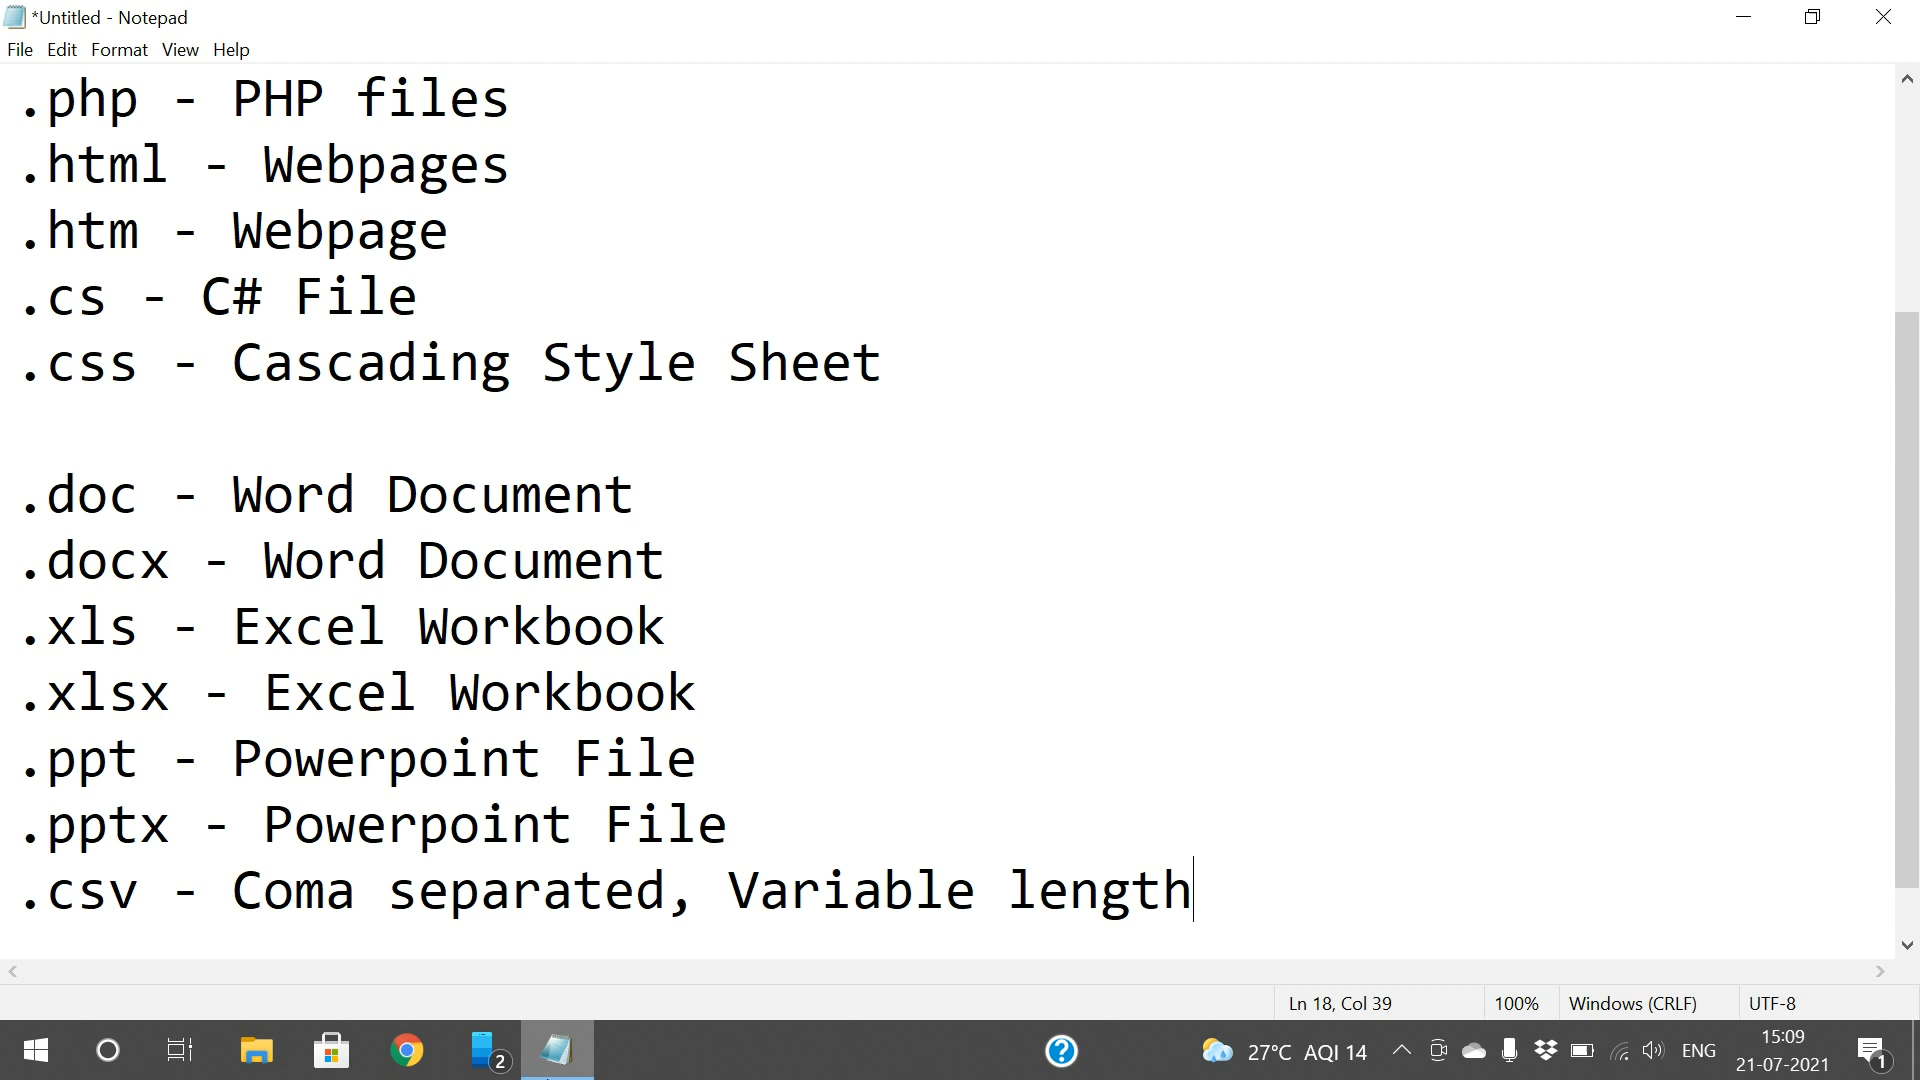 *Untitled - Notepad
File Edit Format View Help
.php - PHP files
.html - Webpages
.htm - Webpage
.cs - C# File
.css - Cascading Style Sheet
.doc - Word Document
.docx - Word Document
.xls - Excel Workbook
.xlsx - Excel Workbook
.ppt - Powerpoint File
.pptx - Powerpoint File
.csv - Coma separated, Variable length
Ln 18, Col 39 100% Windows (CRLF) UTF-8
2 ? 27°C AQI 14 ENG 15:09 1
21-07-2021